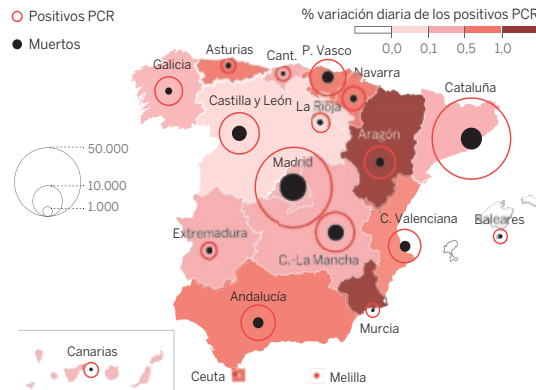 Positivos PCR
Muertos
% variación diaria de los positivos PCR
0,0 0,1 0,5 1,0
Galicia
Asturias
Cant.
P. Vasco
Navarra
Cataluña
Castilla y León
La Rioja
Aragón
50.000
10.000
1.000
Madrid
Extremadura
C.-La Mancha
C. Valenciana
Baleares
Andalucía
Murcia
Canarias
Ceuta
Melilla